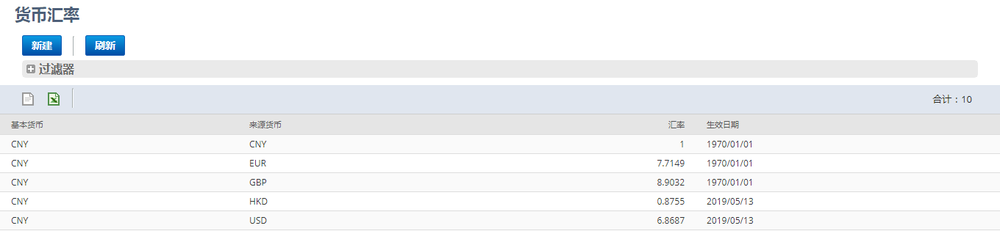 货币汇率
新建 刷新
过滤器
合计：10
基本货币 来源货币 汇率 生效日期
CNY CNY 1 1970/01/01
CNY EUR 7.7149 1970/01/01
CNY GBP 8.9032 1970/01/01
CNY HKD 0.8755 2019/05/13
CNY USD 6.8687 2019/05/13